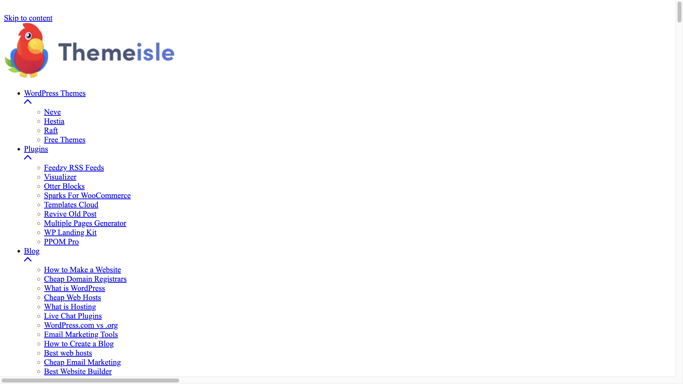 Skip to content
Themeisle
WordPress Themes
Neve
Hestia
Raft
Free Themes
Plugins
Feedzy RSS Feeds
Visualizer
Otter Blocks
Sparks For WooCommerce
Templates Cloud
Revive Old Post
Multiple Pages Generator
WP Landing Kit
PPOM Pro
Blog
How to Make a Website
Cheap Domain Registrars
What is WordPress
Cheap Web Hosts
What is Hosting
Live Chat Plugins
WordPress.com vs .org
Email Marketing Tools
How to Create a Blog
Best web hosts
Cheap Email Marketing
Best Website Builder